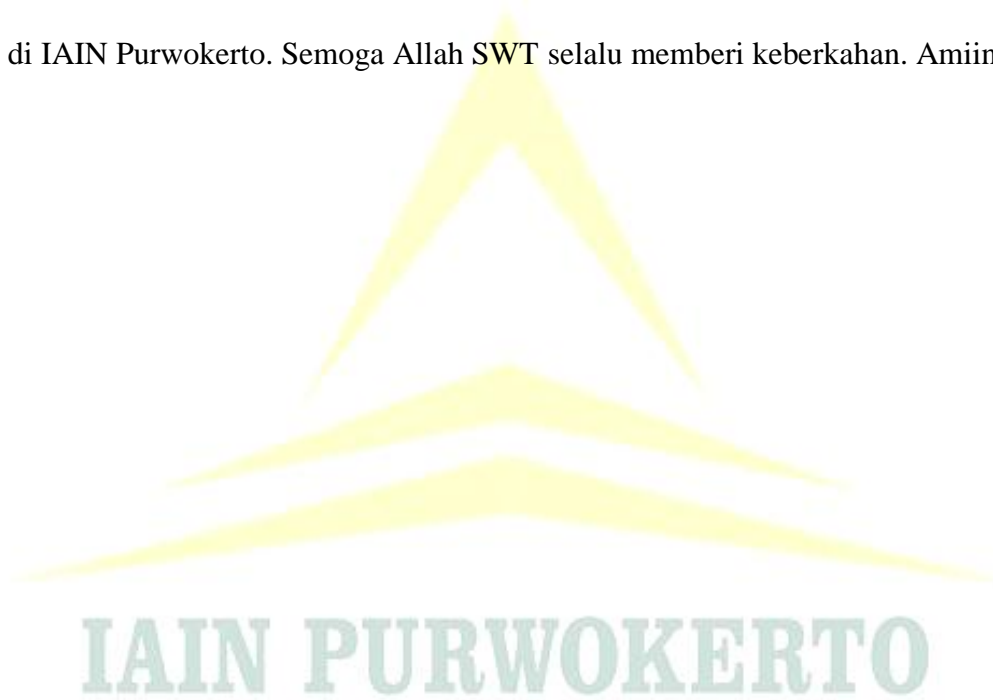 di IAIN Purwokerto. Semoga Allah SWT selalu memberi keberkahan. Amiin
IAIN PURWOKERTO